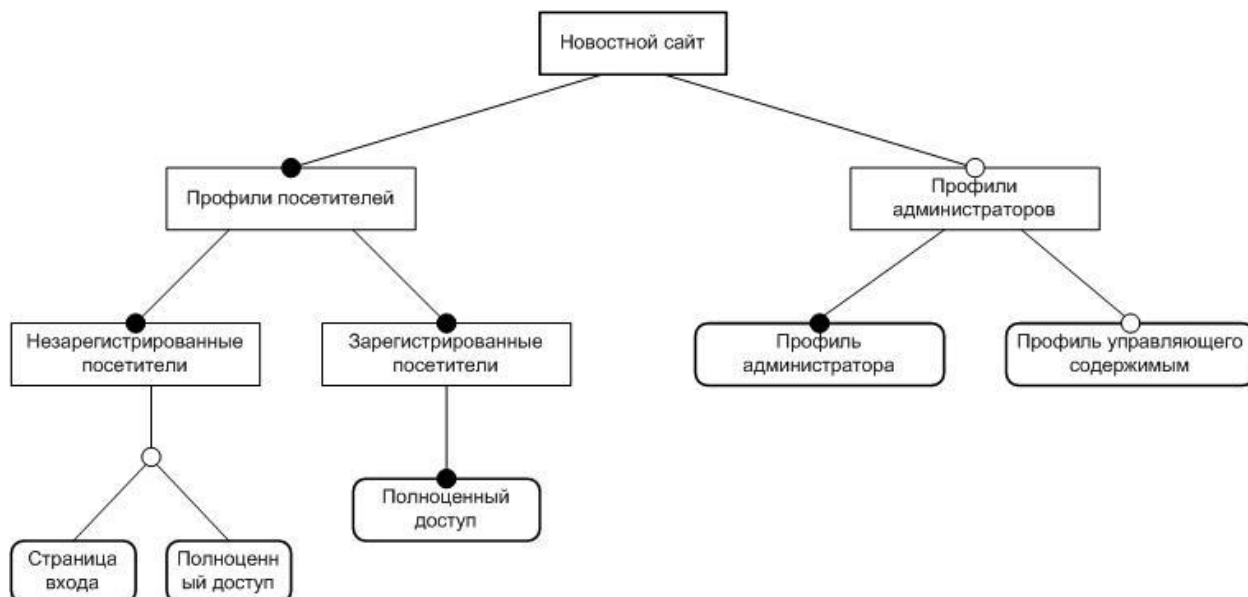 Новостной сайт
Профили посетителей
Профили
администраторов
Незарегистрированные
посетители
Зарегистрированные
посетители
Профиль
администратора
Профиль управляющего
содержимым
Полноценный
доступ
Страница
входа
Полноценн
ый доступ